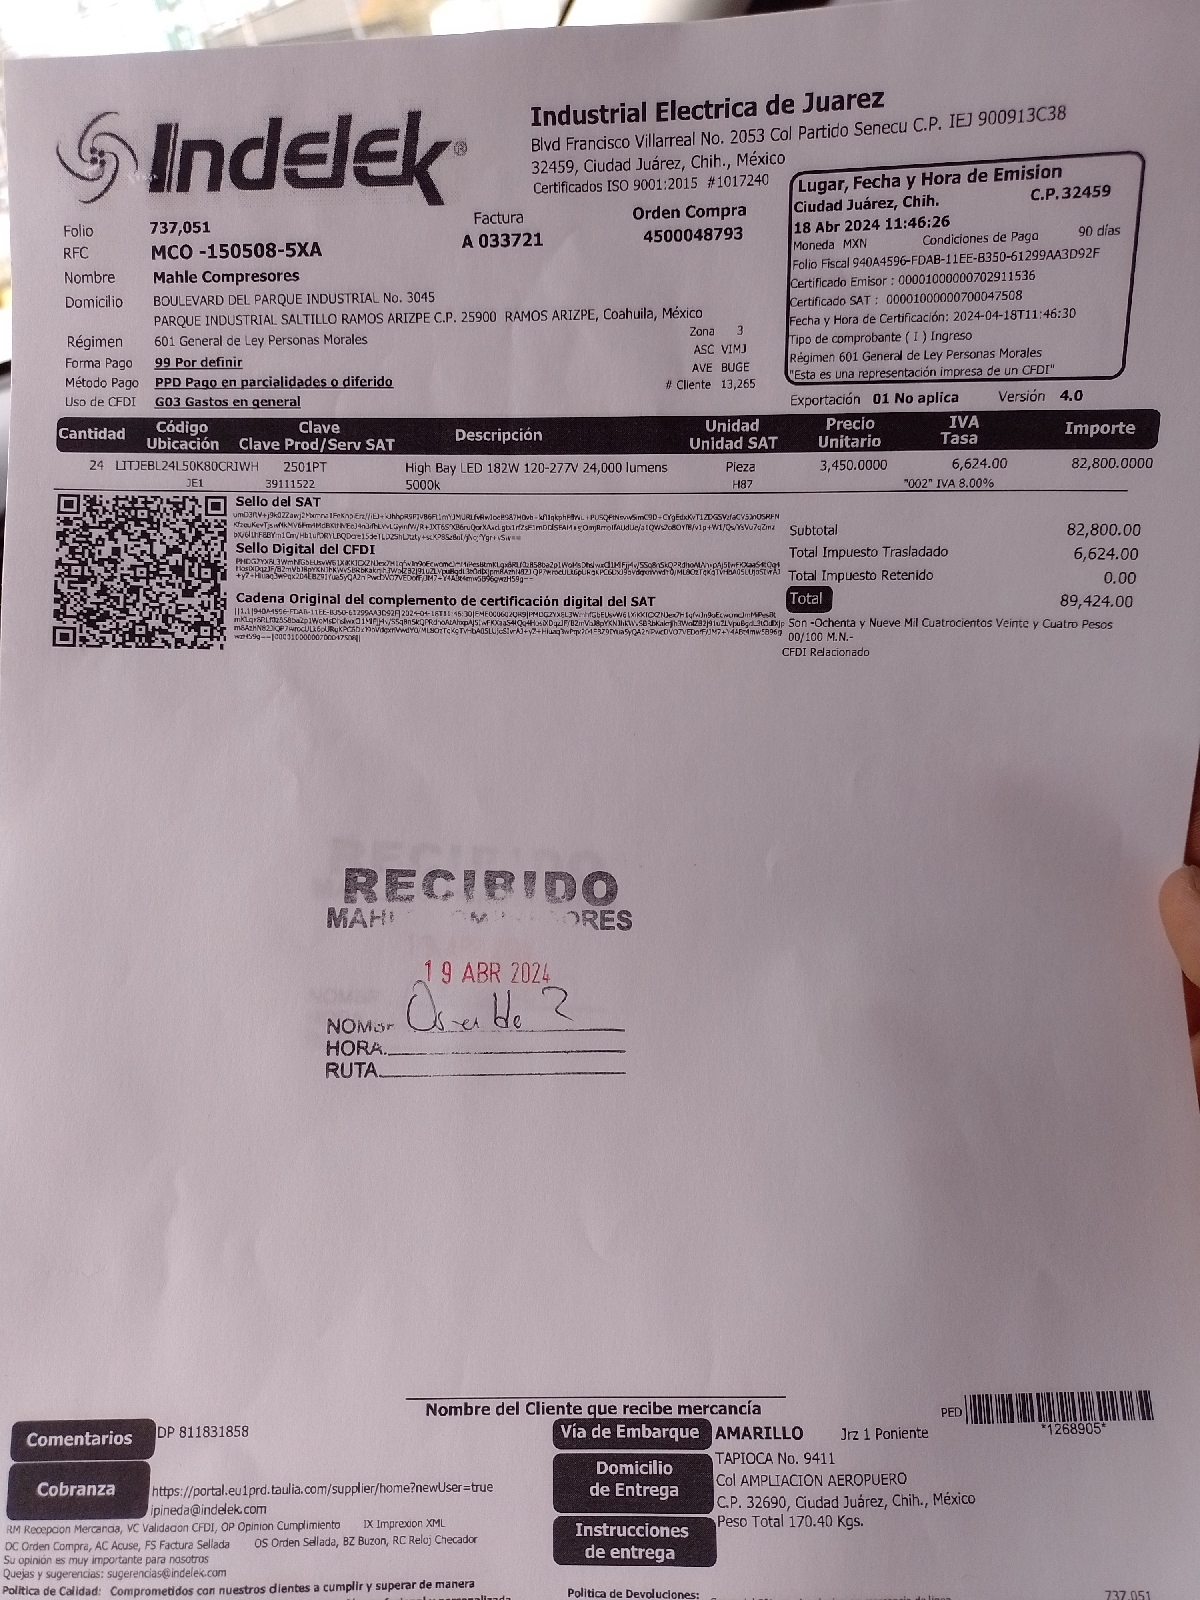 Indelek®
Industrial Electrica de Juarez
Blvd Francisco Villarreal No. 2053 Col Partido Senecu C.P. IEJ 900913C38
32459, Ciudad Juárez, Chih., México
Certificados ISO 9001:2015 #1017240
Folio 737,051 Factura A 033721 Orden Compra 4500048793
RFC MCO -150508-5XA
Nombre Mahle Compresores
Domicilio BOULEVARD DEL PARQUE INDUSTRIAL No. 3045
PARQUE INDUSTRIAL SALTILLO RAMOS ARIZPE C.P. 25900 RAMOS ARIZPE, Coahuila, México
Régimen 601 General de Ley Personas Morales
Forma Pago 99 Por definir
Método Pago PPD Pago en parcialidades o diferido
Uso de CFDI G03 Gastos en general
Zona 3
ASC VIMJ
AVE BUGE
# Cliente 13,265
Lugar, Fecha y Hora de Emision
Ciudad Juárez, Chih. C.P. 32459
18 Abr 2024 11:46:26
Moneda MXN Condiciones de Pago 90 días
Folio Fiscal 940A4596-FDAB-11EE-B350-61299AA3D92F
Certificado Emisor : 00001000000702911536
Certificado SAT : 00001000000700047508
Fecha y Hora de Certificación: 2024-04-18T11:46:30
Tipo de comprobante ( I ) Ingreso
Régimen 601 General de Ley Personas Morales
"Esta es una representación impresa de un CFDI"
Exportación 01 No aplica Versión 4.0
Cantidad Código Ubicación Clave Clave Prod/Serv SAT Descripción Unidad Unidad SAT Precio Unitario IVA Tasa Importe
24 LITJEBL24L50K80CRIWH 2501PT High Bay LED 182W 120-277V 24,000 lumens Pieza 3,450.0000 6,624.00 82,800.0000
JE1 39111522 5000k H87 "002" IVA 8.00%
Sello del SAT
Sello Digital del CFDI
Cadena Original del complemento de certificación digital del SAT
Subtotal 82,800.00
Total Impuesto Trasladado 6,624.00
Total Impuesto Retenido 0.00
Total 89,424.00
Son -Ochenta y Nueve Mil Cuatrocientos Veinte y Cuatro Pesos
00/100 M.N.-
CFDI Relacionado
RECIBIDO
19 ABR 2024
HORA
RUTA
Nombre del Cliente que recibe mercancía
PED *1268905*
Comentarios DP 811831858
Cobranza https://portal.eu1prd.taulia.com/supplier/home?newUser=true
ipineda@indelek.com
Vía de Embarque AMARILLO Jrz 1 Poniente
Domicilio de Entrega TAPIOCA No. 9411
Col AMPLIACION AEROPUERO
C.P. 32690, Ciudad Juárez, Chih., México
Peso Total 170.40 Kgs.
Instrucciones de entrega
RM Recepcion Mercancia, VC Validacion CFDI, OP Opinion Cumplimiento IX Impresion XML
OC Orden Compra, AC Acuse, FS Factura Sellada OS Orden Sellada, BZ Buzon, RC Reloj Checador
Su opinión es muy importante para nosotros
Quejas y sugerencias: sugerencias@indelek.com
Política de Calidad: Comprometidos con nuestros clientes a cumplir y superar de manera
Politica de Devoluciones:
737,051